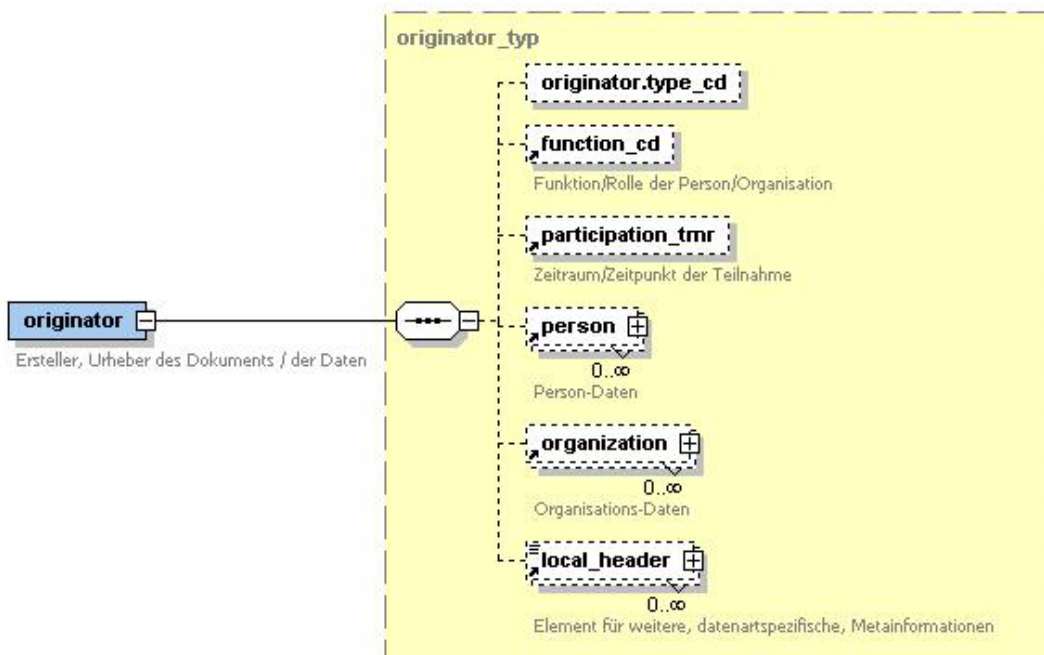 originator_typ
originator.type_cd
function_cd
Funktion/Rolle der Person/Organisation
participation_tmr
Zeitraum/Zeitpunkt der Teilnahme
originator
Ersteller, Urheber des Dokuments / der Daten
person
0..∞
Person-Daten
organization
0..∞
Organisations-Daten
local_header
0..∞
Element für weitere, datenartspezifische, Metainformationen